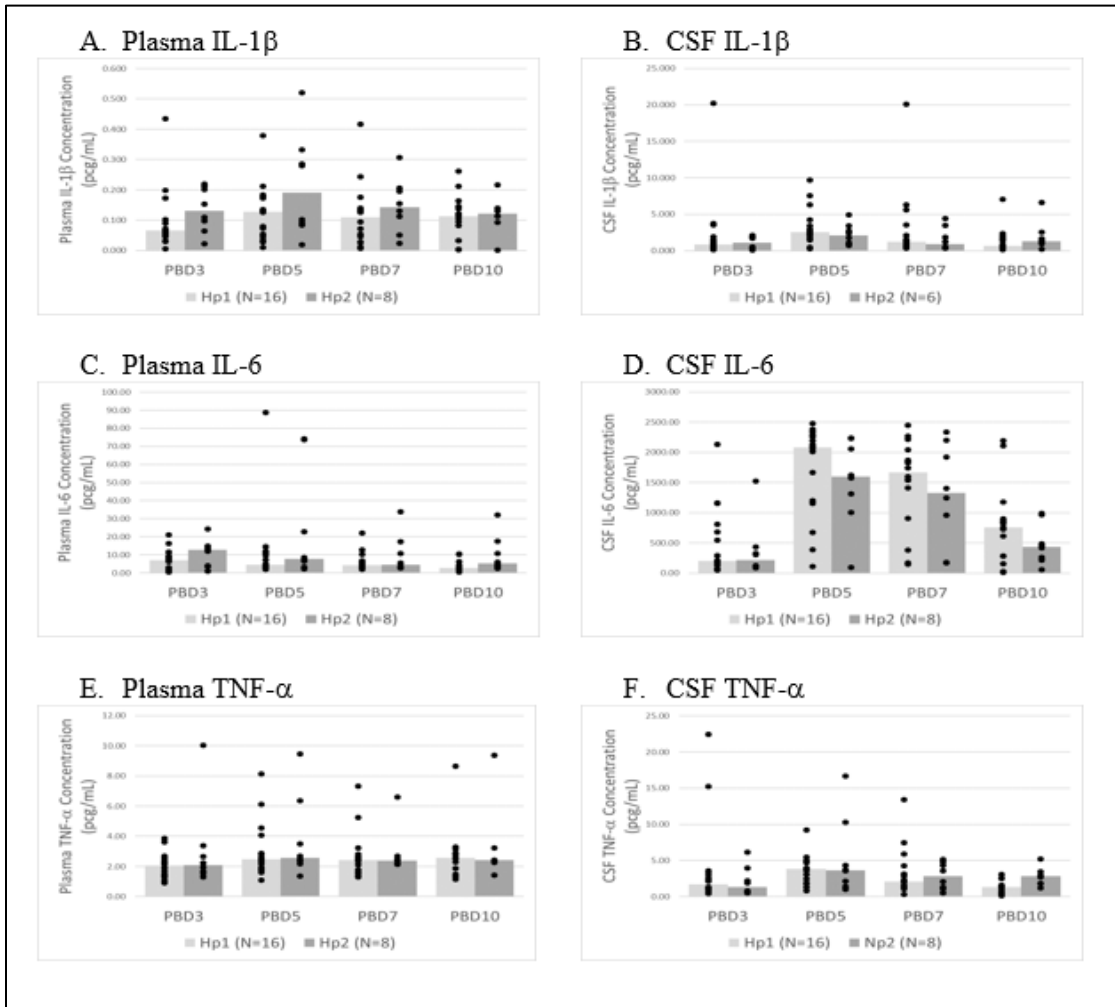 A. Plasma IL-1β
Plasma IL-1β Concentration
(pcg/mL)
0.600
0.500
0.400
0.300
0.200
0.100
0.000
PBD3 PBD5 PBD7 PBD10
Hp1 (N=16) Hp2 (N=8)
B. CSF IL-1β
CSF IL-1β Concentration
(pcg/mL)
25.000
20.000
15.000
10.000
5.000
0.000
PBD3 PBD5 PBD7 PBD10
Hp1 (N=16) Hp2 (N=6)
C. Plasma IL-6
Plasma IL-6 Concentration
(pcg/mL)
100.00
90.00
80.00
70.00
60.00
50.00
40.00
30.00
20.00
10.00
0.00
PBD3 PBD5 PBD7 PBD10
Hp1 (N=16) Hp2 (N=8)
D. CSF IL-6
CSF IL-6 Concentration
(pcg/mL)
3000.00
2500.00
2000.00
1500.00
1000.00
500.00
0.00
PBD3 PBD5 PBD7 PBD10
Hp1 (N=16) Hp2 (N=8)
E. Plasma TNF-α
Plasma TNF-α Concentration
(pcg/mL)
12.00
10.00
8.00
6.00
4.00
2.00
0.00
PBD3 PBD5 PBD7 PBD10
Hp1 (N=16) Hp2 (N=8)
F. CSF TNF-α
CSF TNF-α Concentration
(pcg/mL)
25.00
20.00
15.00
10.00
5.00
0.00
PBD3 PBD5 PBD7 PBD10
Hp1 (N=16) Np2 (N=8)